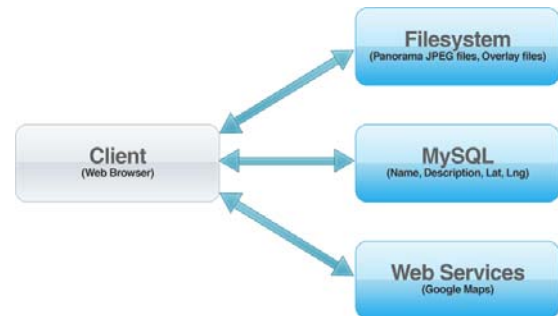 Filesystem
(Panorama JPEG files, Overlay files)
Client
(Web Browser)
MySQL
(Name, Description, Lat, Lng)
Web Services
(Google Maps)